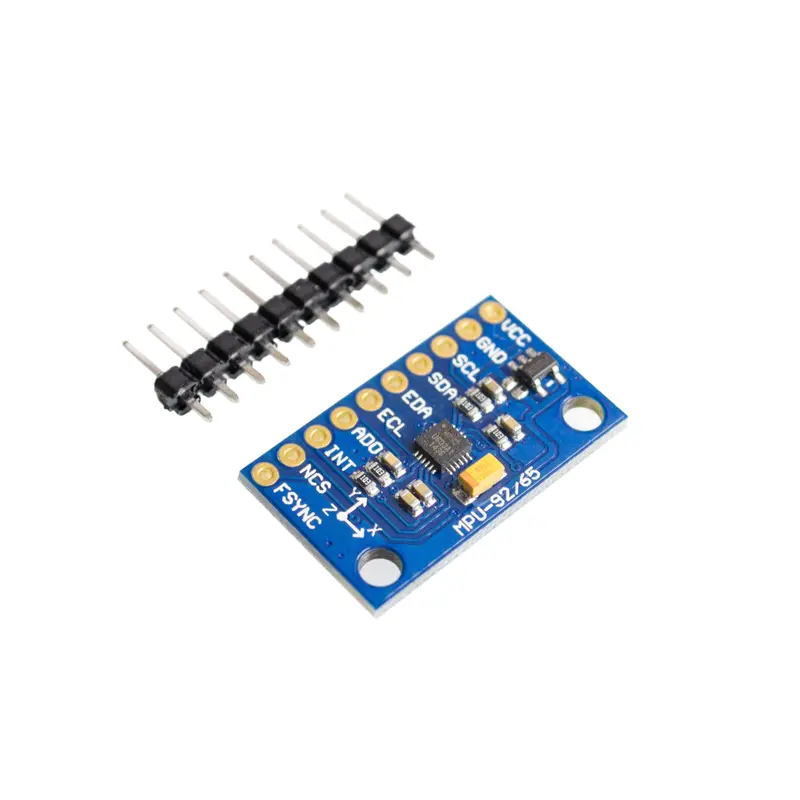 VCC
GND
SCL
SDA
EDA
ECL
ADO
INT
NCS
FSYNC
Y
Z
X
MPU-92/65